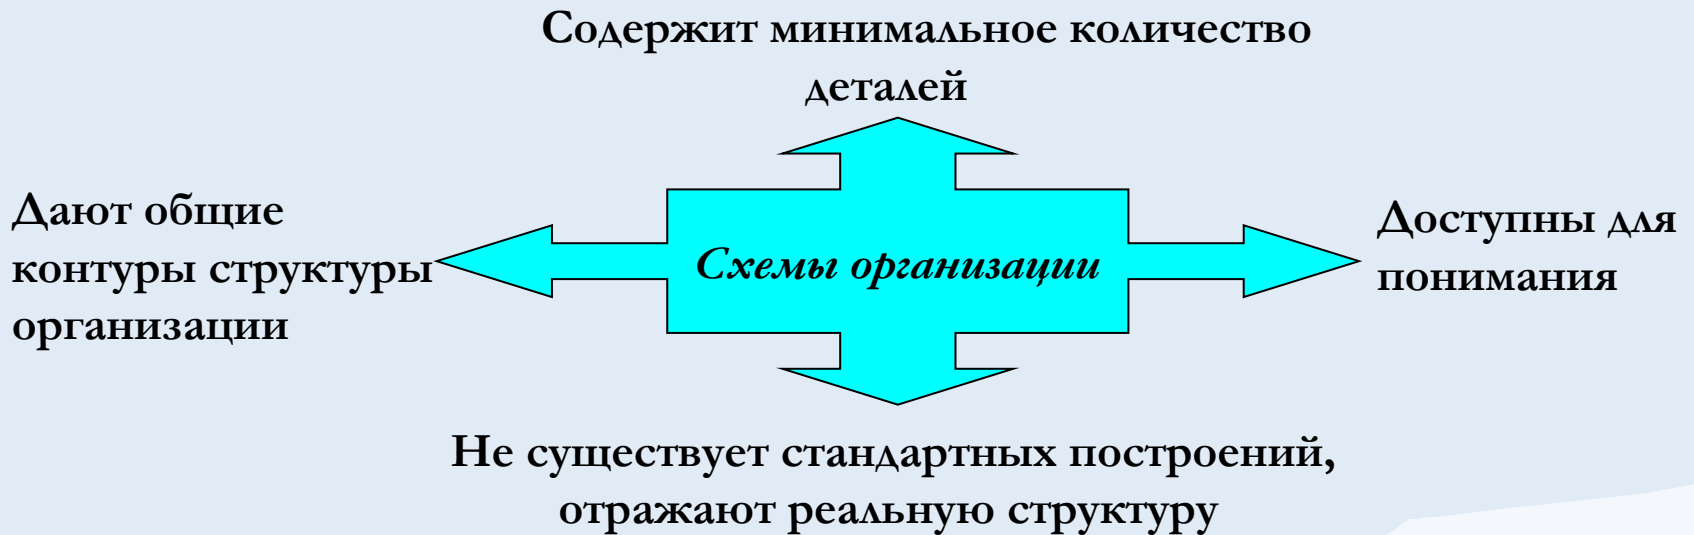 Содержит минимальное количество
деталей
Дают общие
контуры структуры
организации
Схемы организации
Доступны для
понимания
Не существует стандартных построений,
отражают реальную структуру